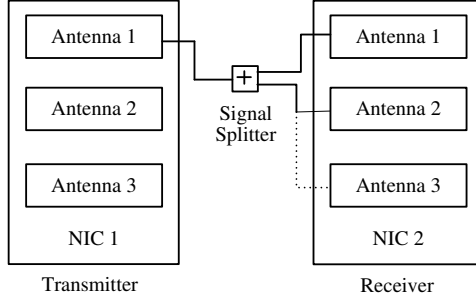 Antenna 1
Antenna 2
Antenna 3
NIC 1
Transmitter
+
Signal
Splitter
Antenna 1
Antenna 2
Antenna 3
NIC 2
Receiver